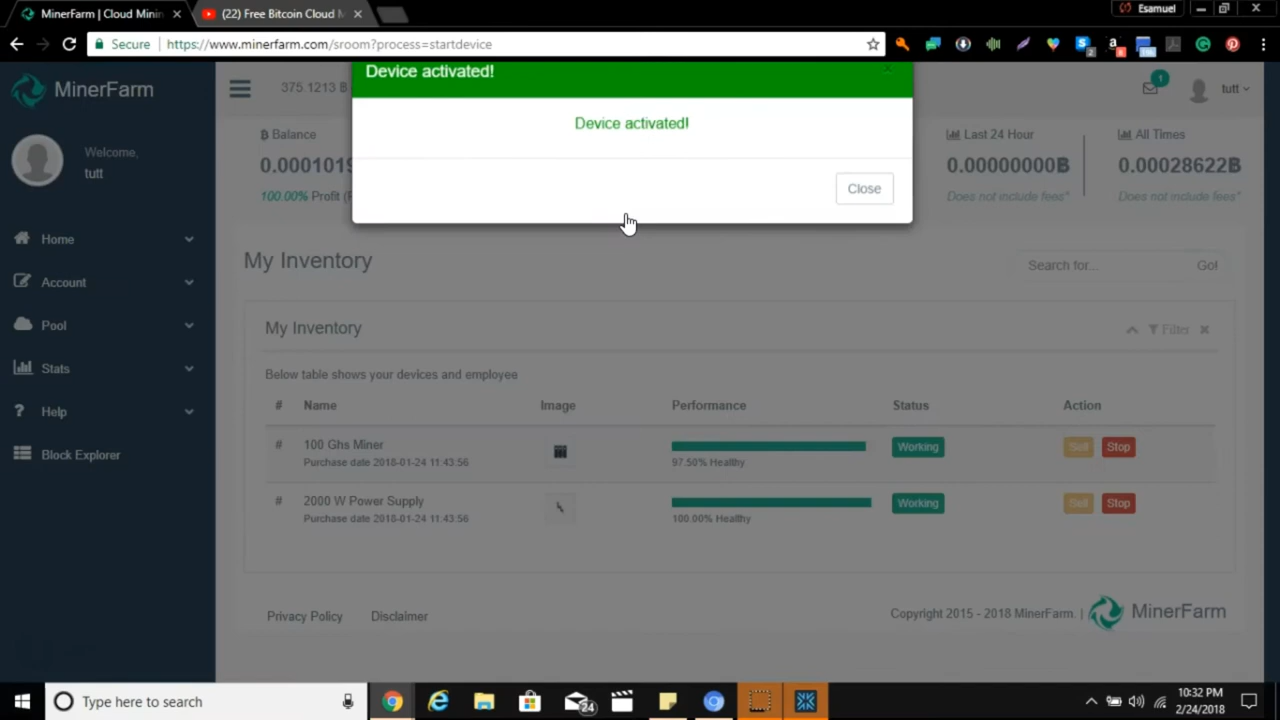 MinerFarm | Cloud Minin
(22) Free Bitcoin Cloud M
Esamuel
Secure https://www.minerfarm.com/sroom?process=startdevice
MinerFarm
375.1213 B
Device activated!
1
tutt
Welcome,
tutt
Balance
0.0001019
100.00% Profit (F
Device activated!
Close
Last 24 Hour
0.00000000B
Does not include fees*
All Times
0.00028622B
Does not include fees*
Home
Account
Pool
Stats
Help
Block Explorer
My Inventory
Search for...
Go!
My Inventory
Filter
Below table shows your devices and employee
# Name Image Performance Status Action
# 100 Ghs Miner
Purchase date 2018-01-24 11:43:56
97.50% Healthy
Working
Sell
Stop
# 2000 W Power Supply
Purchase date 2018-01-24 11:43:56
100.00% Healthy
Working
Sell
Stop
Privacy Policy
Disclaimer
Copyright 2015 - 2018 MinerFarm. |
MinerFarm
Type here to search
24
10:32 PM
2/24/2018